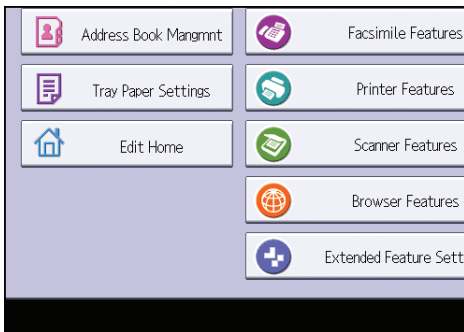 Address Book Mangmnt
Facsimile Features
Tray Paper Settings
Printer Features
Edit Home
Scanner Features
Browser Features
Extended Feature Sett